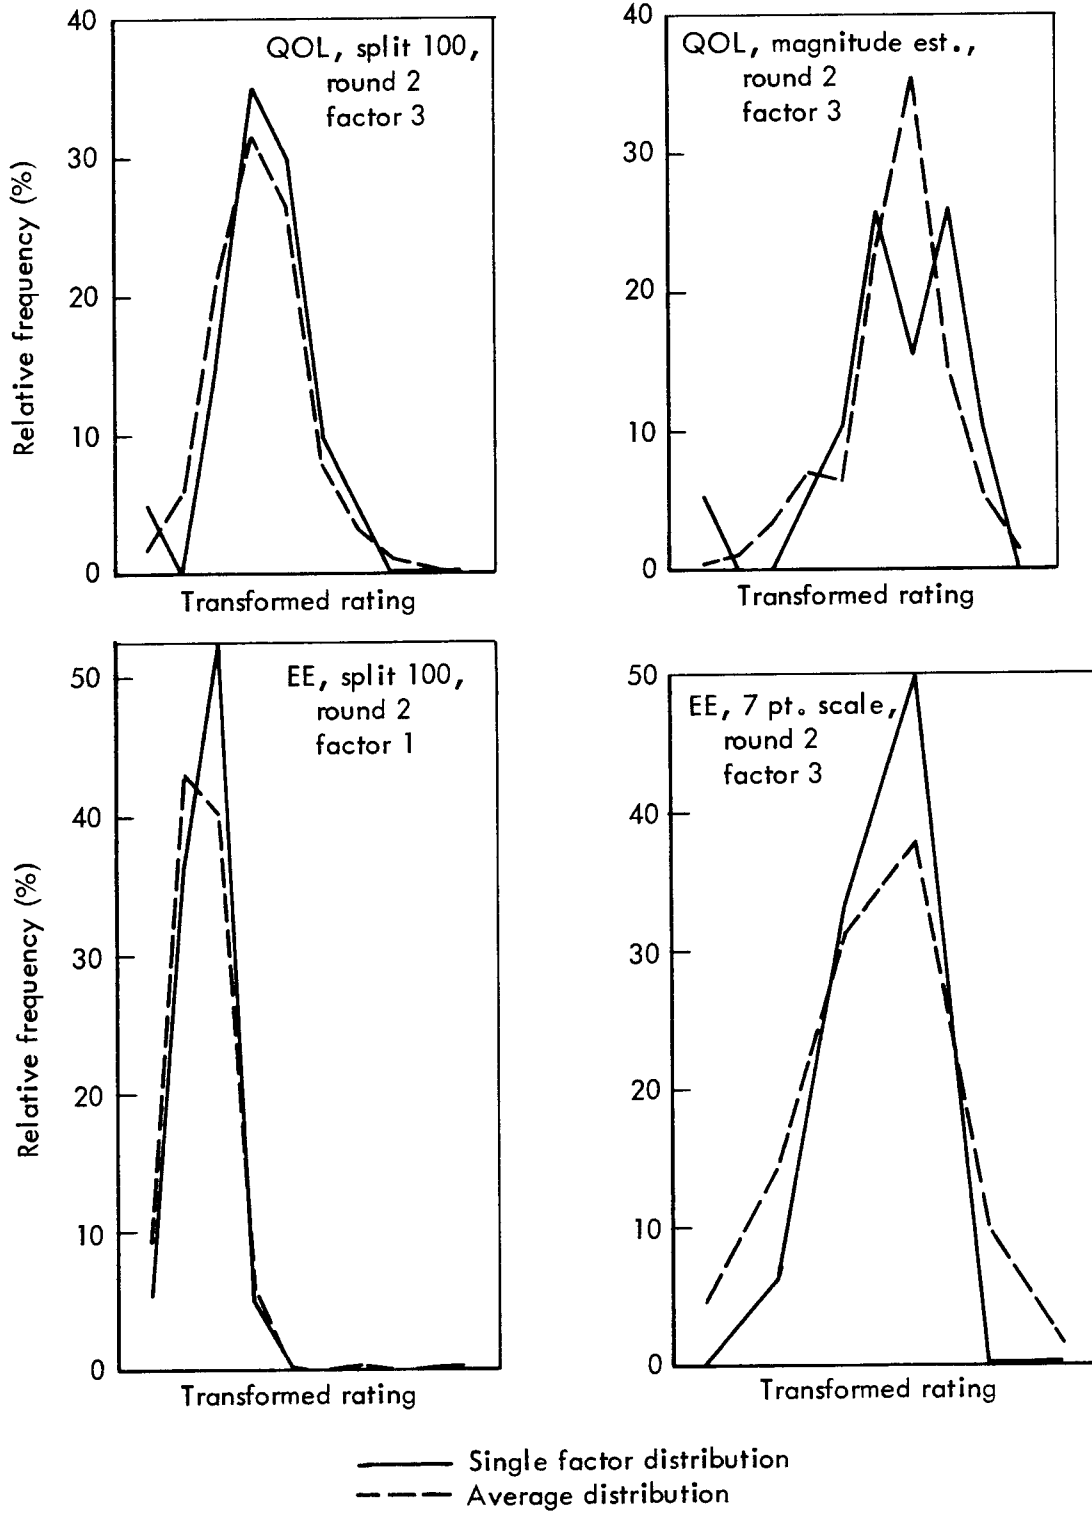 40
30
20
10
0
Relative frequency (%)
QOL, split 100,
round 2
factor 3
Transformed rating
40
30
20
10
0
QOL, magnitude est.,
round 2
factor 3
Transformed rating
50
40
30
20
10
0
Relative frequency (%)
EE, split 100,
round 2
factor 1
Transformed rating
50
40
30
20
10
0
EE, 7 pt. scale,
round 2
factor 3
Transformed rating
Single factor distribution
Average distribution